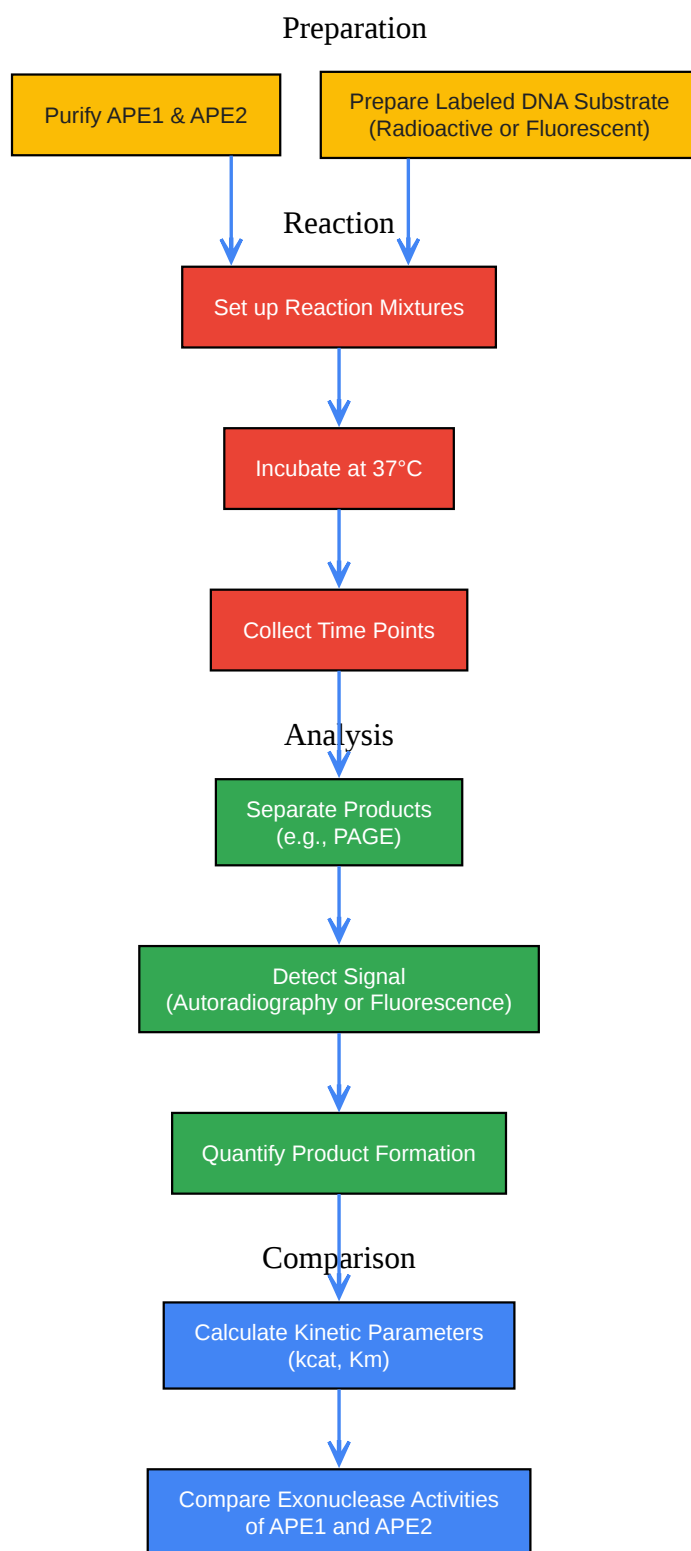 Preparation
Purify APE1 & APE2
Prepare Labeled DNA Substrate
(Radioactive or Fluorescent)
Reaction
Set up Reaction Mixtures
Incubate at 37°C
Collect Time Points
Analysis
Separate Products
(e.g., PAGE)
Detect Signal
(Autoradiography or Fluorescence)
Quantify Product Formation
Comparison
Calculate Kinetic Parameters
(kcat, Km)
Compare Exonuclease Activities
of APE1 and APE2